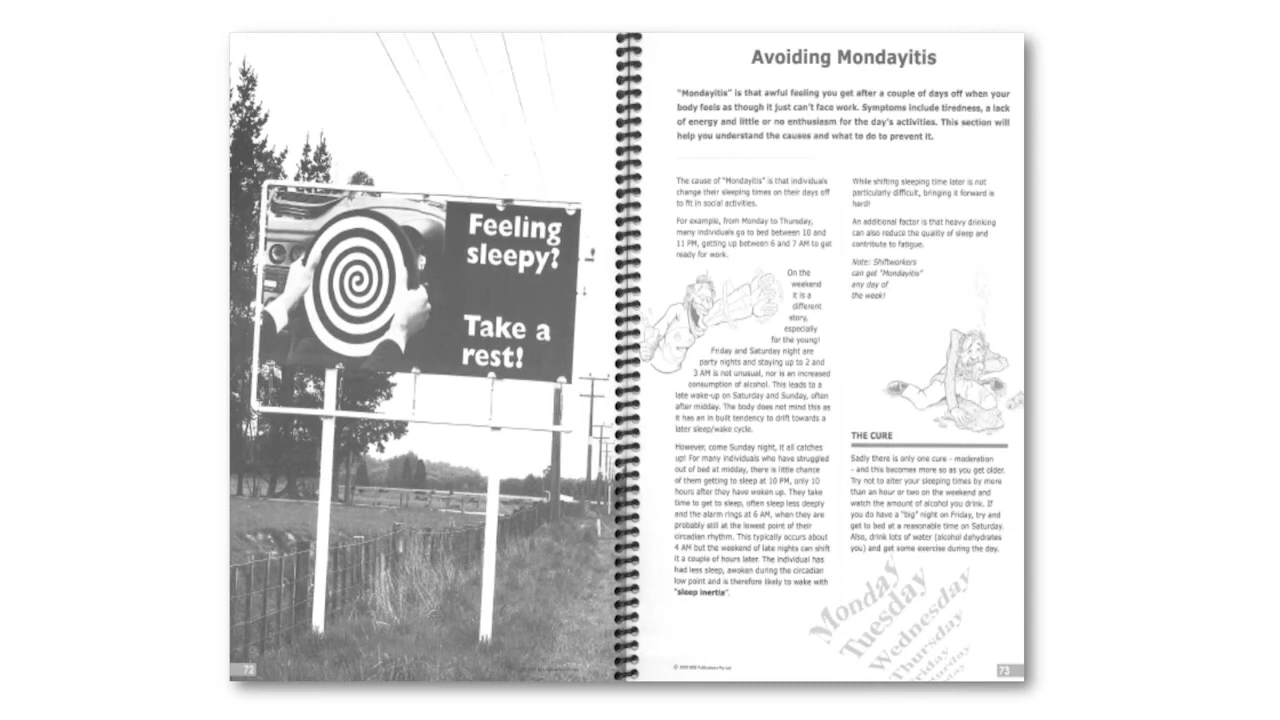 Feeling
sleepy?
Take a
rest!
72
Avoiding Mondayitis
"Mondayitis" is that awful feeling you get after a couple of days off when your
body feels as though it just can't face work. Symptoms include tiredness, a lack
of energy and little or no enthusiasm for the day's activities. This section will
help you understand the causes and what to do to prevent it.
The cause of "Mondayitis" is that individuals
change their sleeping times on their days off
to fit in social activities.
For example, from Monday to Thursday,
many individuals go to bed between 10 and
11 PM, getting up between 6 and 7 AM to get
ready for work.
On the
weekend
it is a
different
story,
especially
for the young!
Friday and Saturday night are
party nights and staying up to 2 and
3 AM is not unusual, nor is an increased
consumption of alcohol. This leads to a
late wake-up on Saturday and Sunday, often
after midday. The body does not mind this as
it has an in built tendency to drift towards a
later sleep/wake cycle.
However, come Sunday night, it all catches
up! For many individuals who have struggled
out of bed at midday, there is little chance
of them getting to sleep at 10 PM, only 10
hours after they have woken up. They take
time to get to sleep, often sleep less deeply
and the alarm rings at 6 AM, when they are
probably still at the lowest point of their
circadian rhythm. This typically occurs about
4 AM but the weekend of late nights can shift
it a couple of hours later. The individual has
had less sleep, awoken during the circadian
low point and is therefore likely to wake with
"sleep inertia".
While shifting sleeping time later is not
particularly difficult, bringing it forward is
hard!
An additional factor is that heavy drinking
can also reduce the quality of sleep and
contribute to fatigue.
Note: Shiftworkers
can get "Mondayitis"
any day of
the week!
THE CURE
Sadly there is only one cure - moderation
- and this becomes more so as you get older.
Try not to alter your sleeping times by more
than an hour or two on the weekend and
watch the amount of alcohol you drink. If
you do have a "big" night on Friday, try and
get to bed at a reasonable time on Saturday.
Also, drink lots of water (alcohol dehydrates
you) and get some exercise during the day.
Monday
Tuesday
Wednesday
Thursday
Friday
73